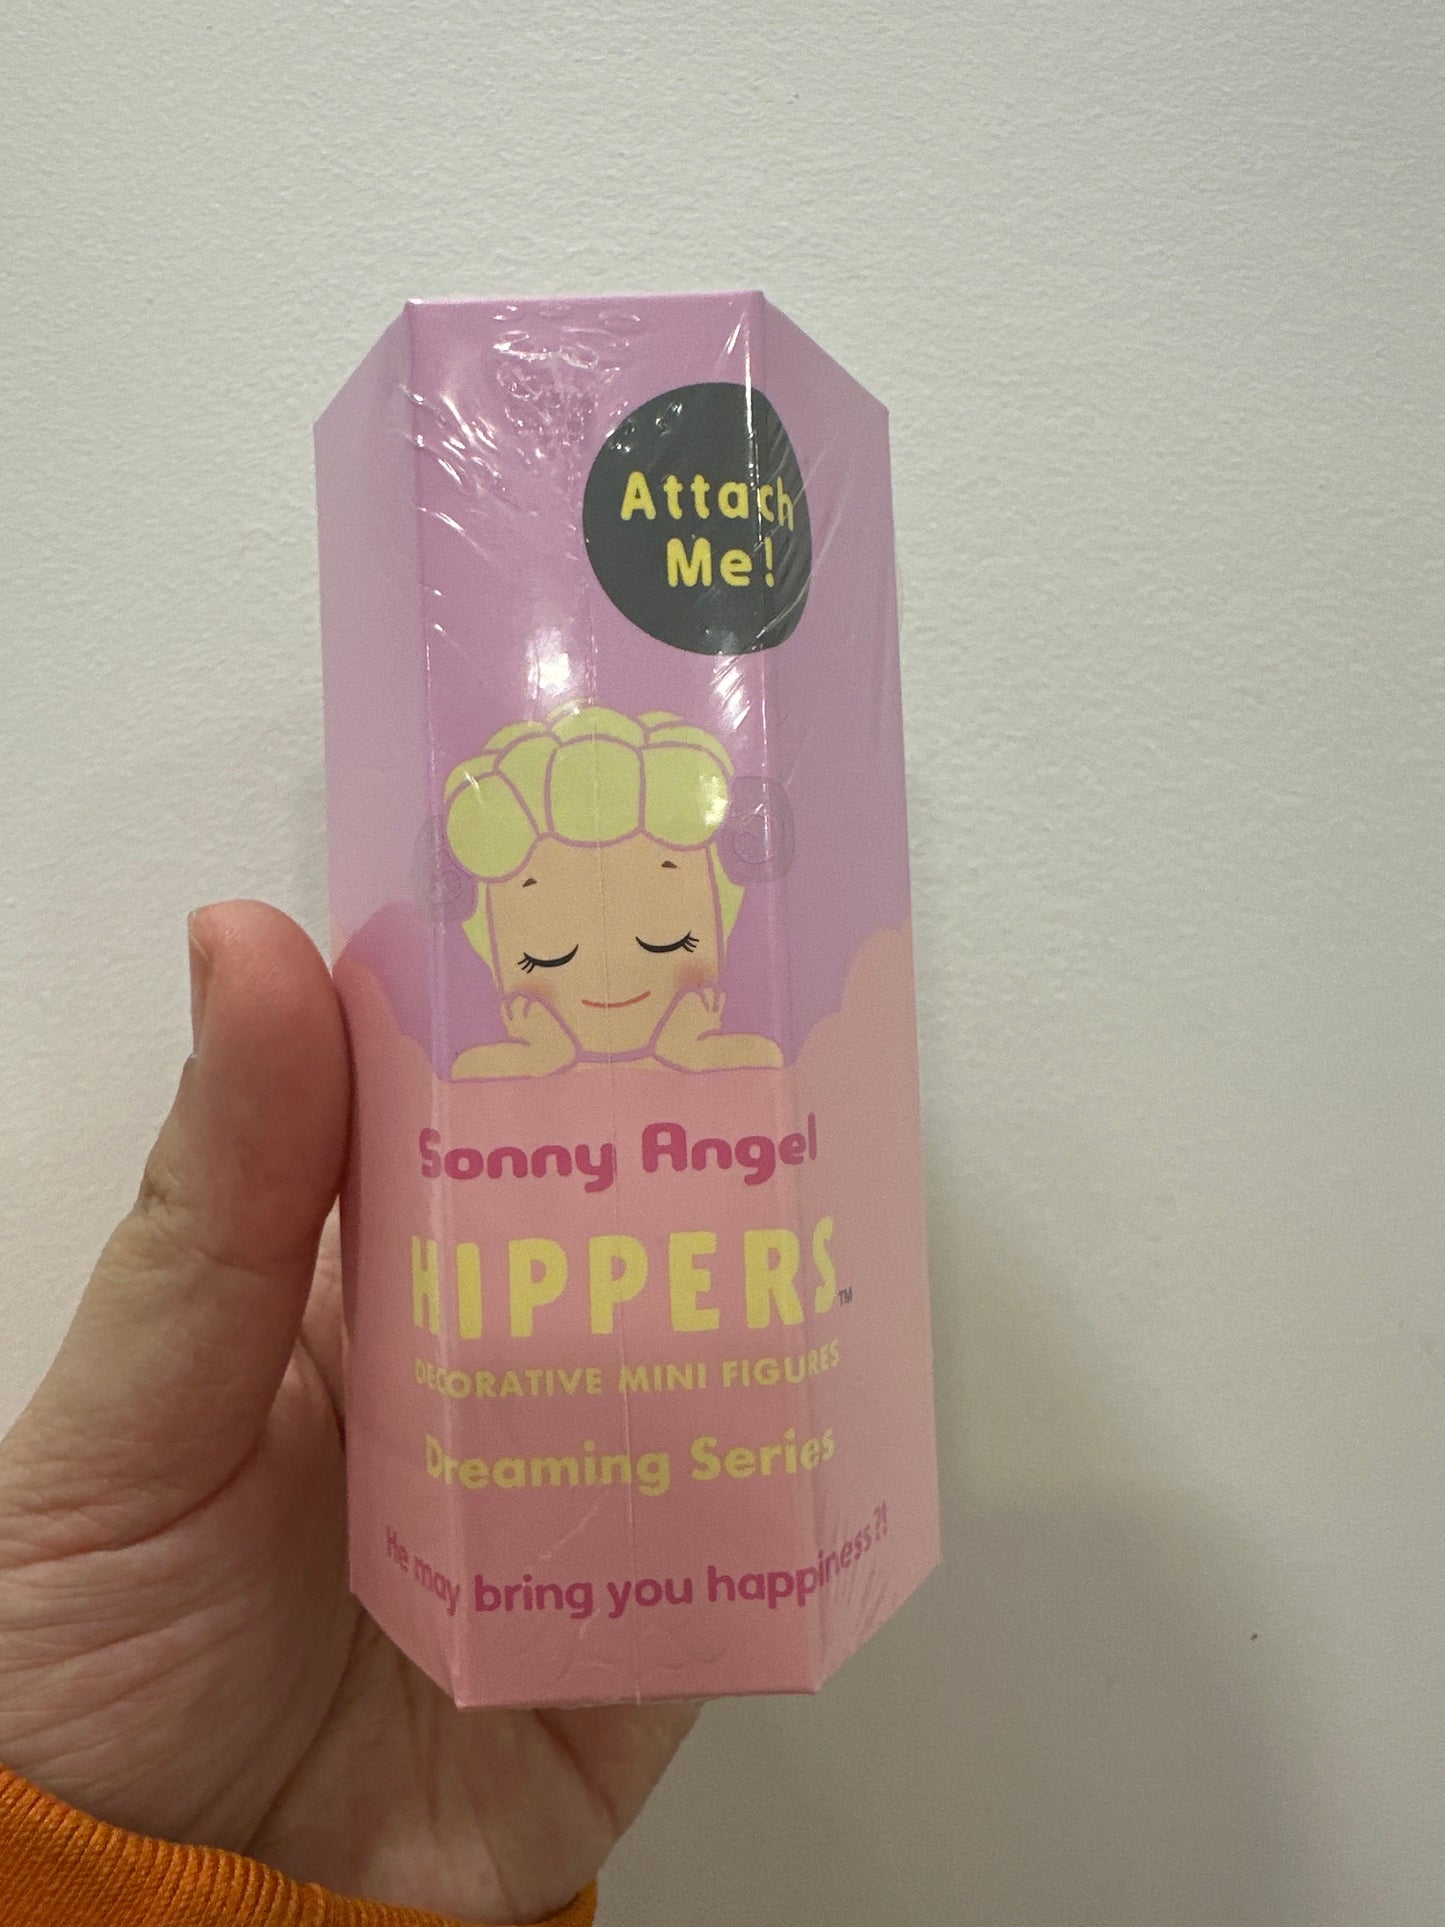 Attach
Me!
Sonny Angel
HIPPERS™
DECORATIVE MINI FIGURES
Dreaming Series
He may bring you happiness?!